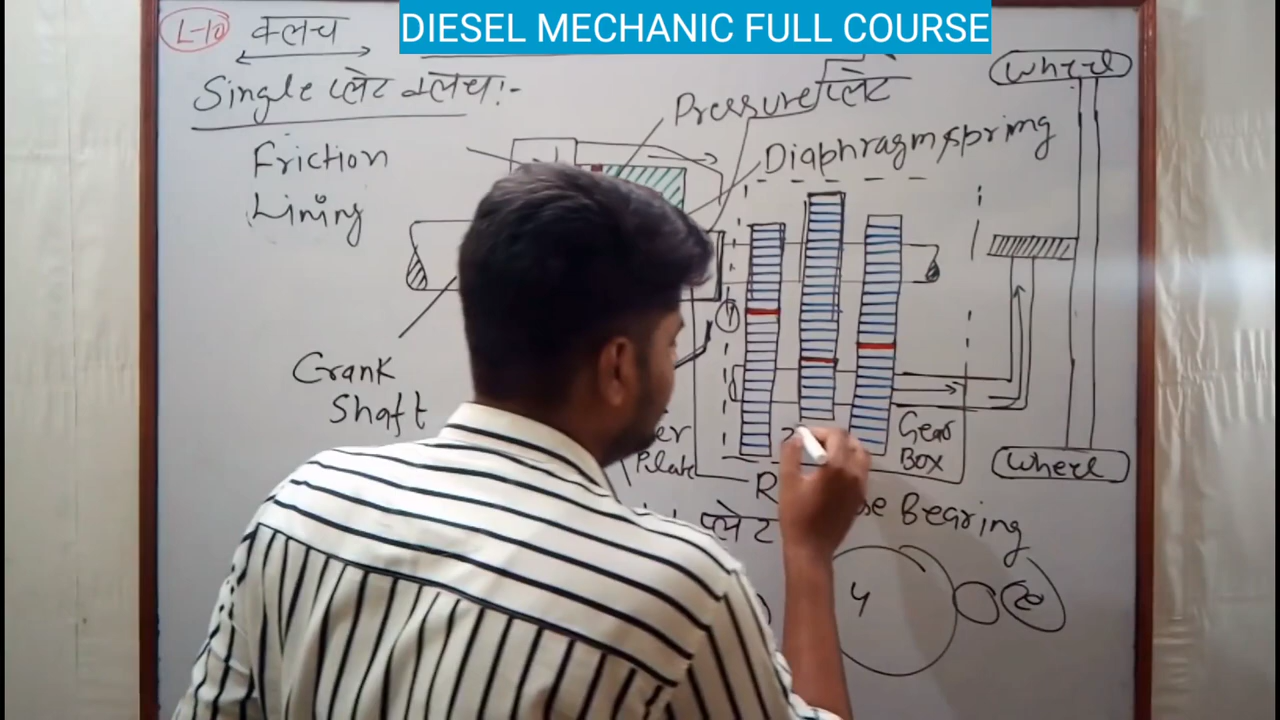 DIESEL MECHANIC FULL COURSE
L-10 क्लच
Single प्लेट क्लच:-
Pressure प्लेट
Wheel
Friction
Lining
Diaphragm spring
Crank
Shaft
Plate
Gear
Box
Wheel
Bearing
प्लेट